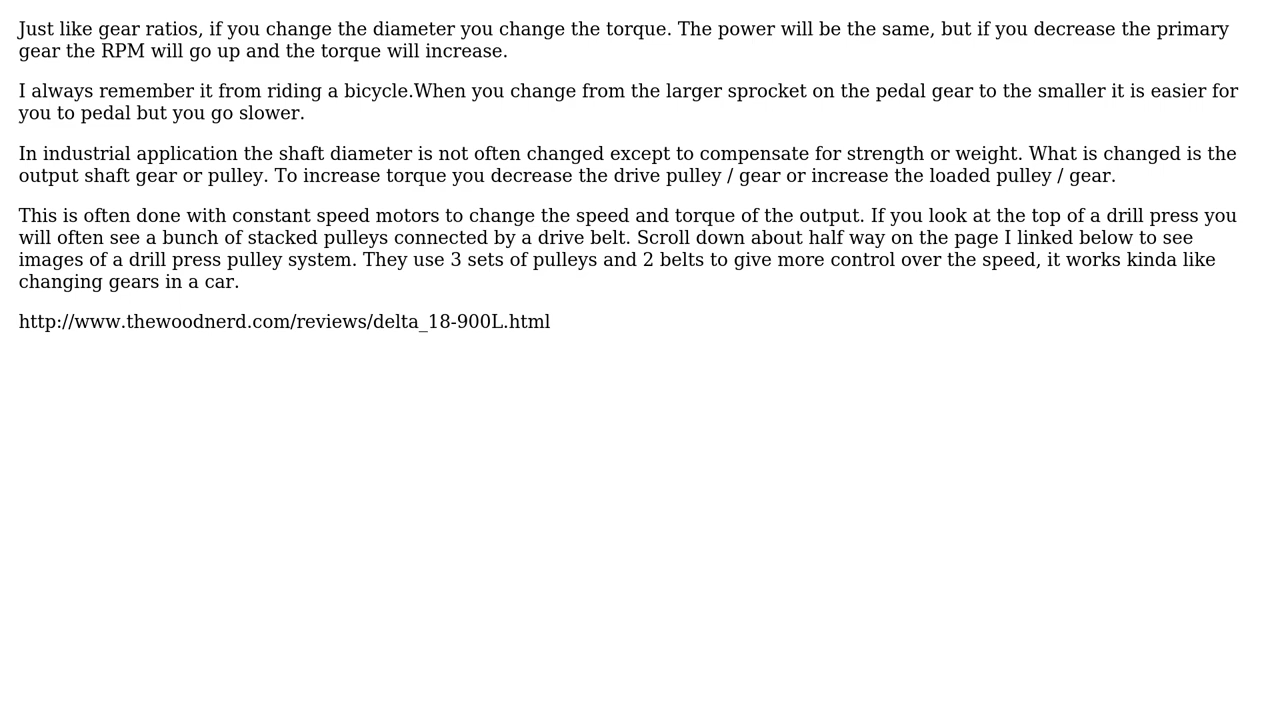 Just like gear ratios, if you change the diameter you change the torque. The power will be the same, but if you decrease the primary
gear the RPM will go up and the torque will increase.
I always remember it from riding a bicycle.When you change from the larger sprocket on the pedal gear to the smaller it is easier for
you to pedal but you go slower.
In industrial application the shaft diameter is not often changed except to compensate for strength or weight. What is changed is the
output shaft gear or pulley. To increase torque you decrease the drive pulley / gear or increase the loaded pulley / gear.
This is often done with constant speed motors to change the speed and torque of the output. If you look at the top of a drill press you
will often see a bunch of stacked pulleys connected by a drive belt. Scroll down about half way on the page I linked below to see
images of a drill press pulley system. They use 3 sets of pulleys and 2 belts to give more control over the speed, it works kinda like
changing gears in a car.
http://www.thewoodnerd.com/reviews/delta_18-900L.html